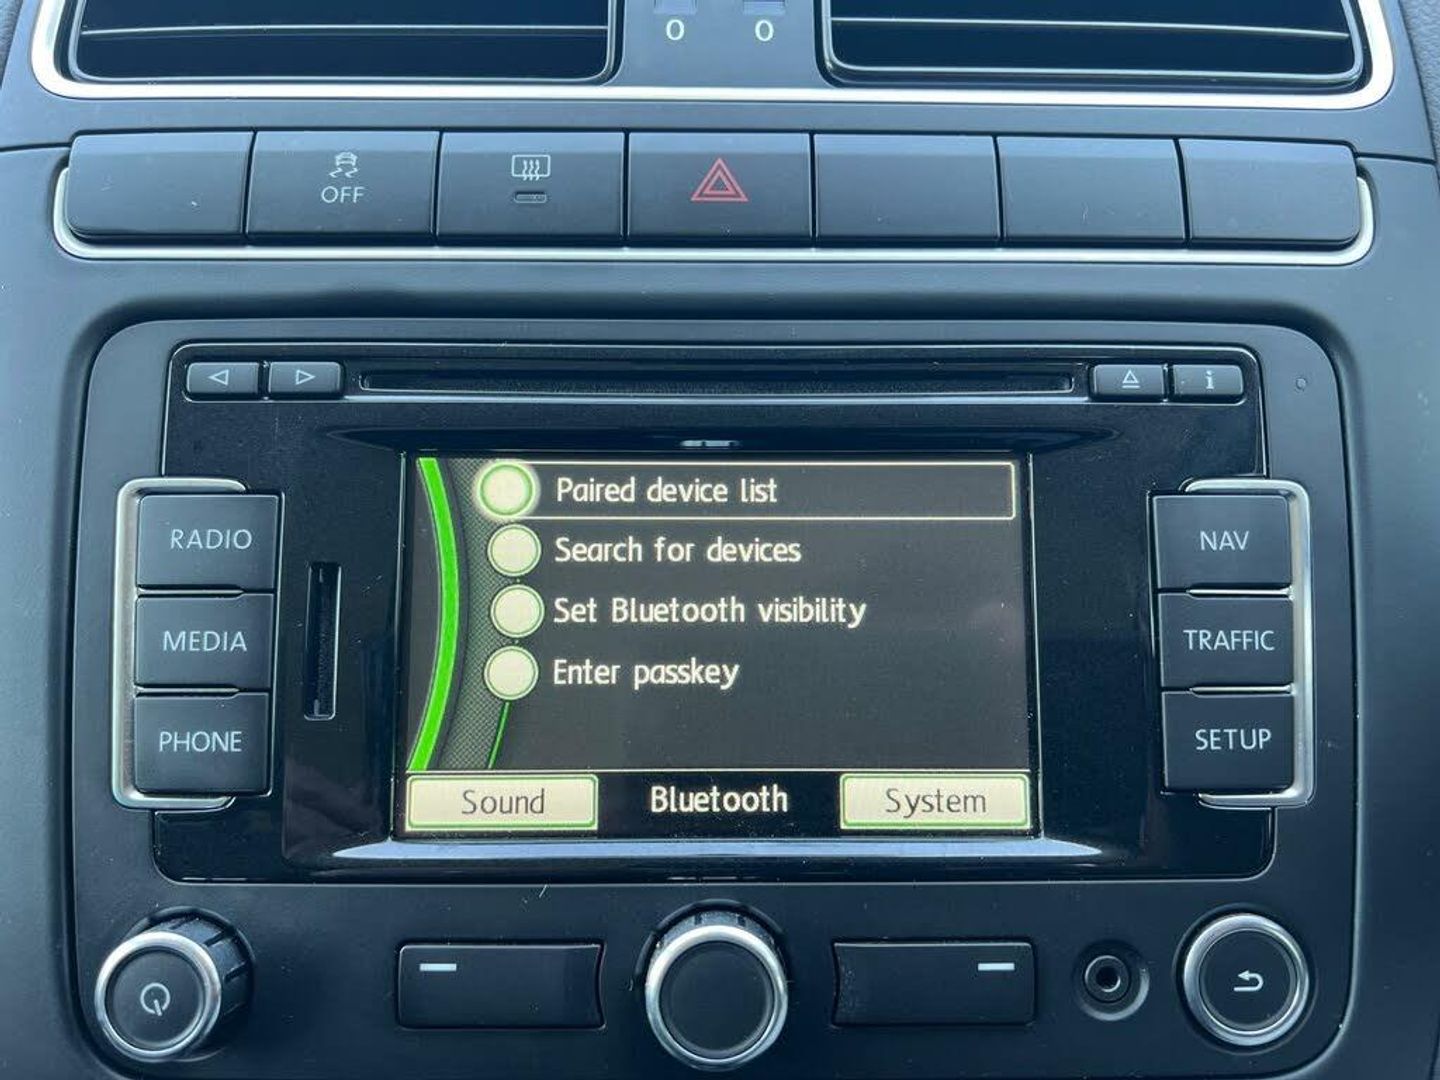 0 0
OFF
i
RADIO
MEDIA
PHONE
Paired device list
Search for devices
Set Bluetooth visibility
Enter passkey
Sound Bluetooth System
NAV
TRAFFIC
SETUP